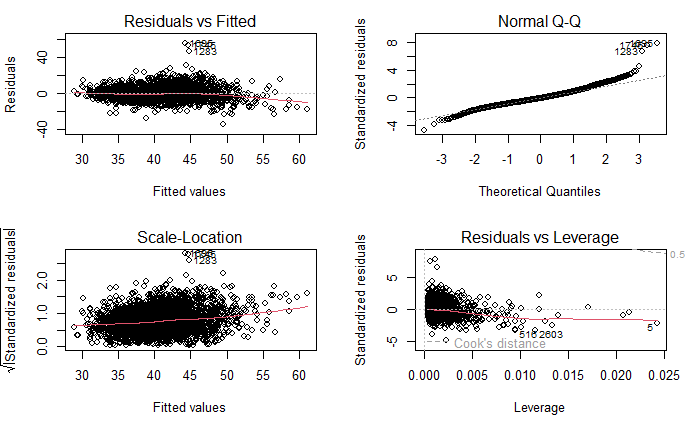 Residuals vs Fitted
Residuals
-40
0
40
1283
30 35 40 45 50 55 60
Fitted values
Normal Q-Q
Standardized residuals
-4
0
4
8
1283
-3 -2 -1 0 1 2 3
Theoretical Quantiles
Scale-Location
√|Standardized residuals|
0.0
1.0
2.0
1283
30 35 40 45 50 55 60
Fitted values
Residuals vs Leverage
Standardized residuals
-5
0
5
0.5
5
Cook's distance
0.000 0.005 0.010 0.015 0.020 0.025
Leverage